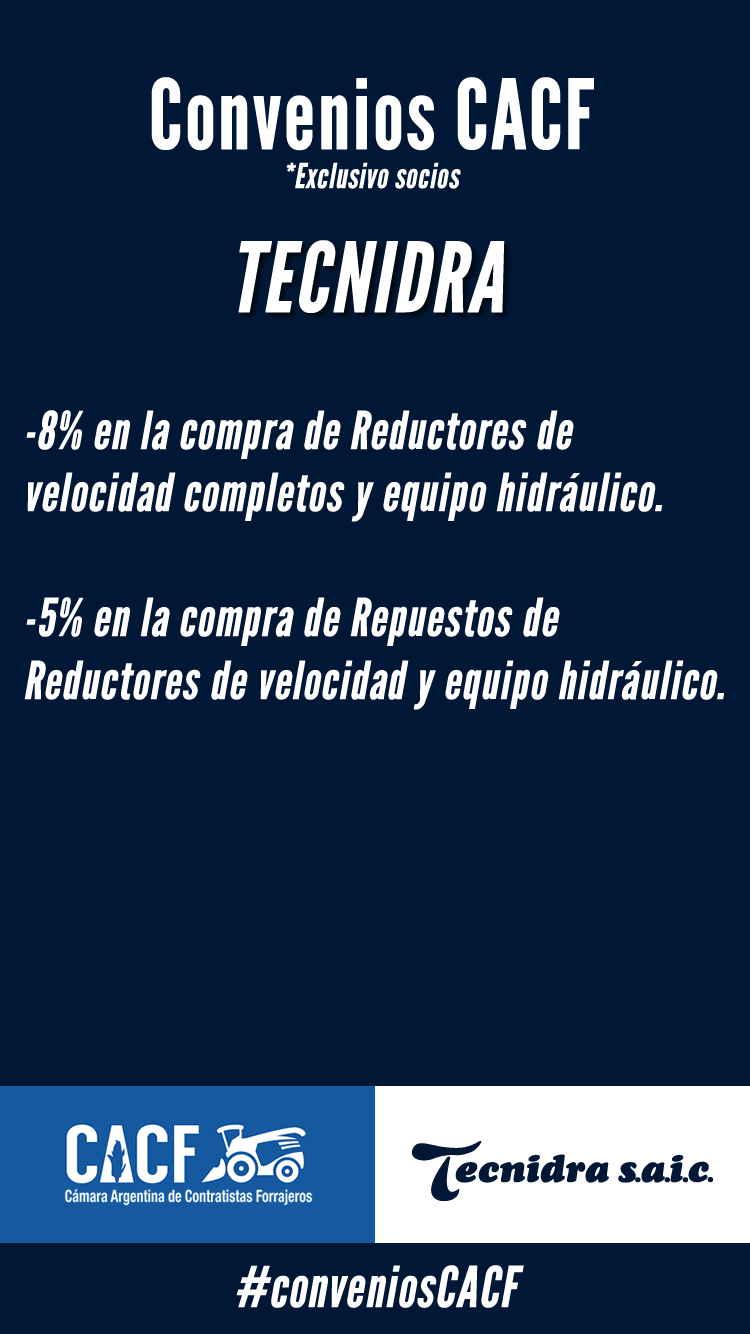 Convenios CACF
*Exclusivo socios
TECNIDRA
-8% en la compra de Reductores de
velocidad completos y equipo hidráulico.
-5% en la compra de Repuestos de
Reductores de velocidad y equipo hidráulico.
CACF
Cámara Argentina de Contratistas Forrajeros
Tecnidra s.a.i.c.
#conveniosCACF